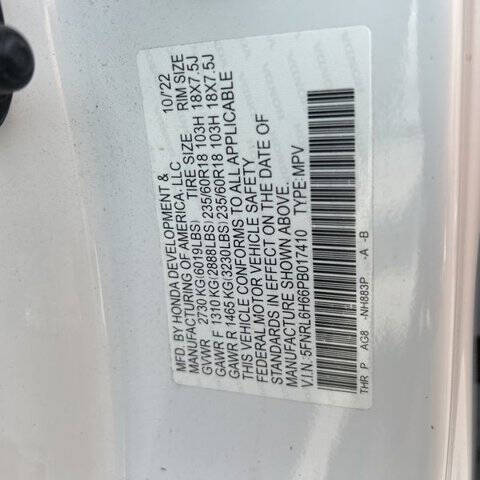 MFD. BY HONDA DEVELOPMENT & 10/'22
MANUFACTURING OF AMERICA. LLC
GVWR 2730 KG(6019LBS) TIRE SIZE RIM SIZE
GAWR F 1310 KG(2888LBS) 235/60R18 103H 18X7.5J
GAWR R 1465 KG(3230LBS) 235/60R18 103H 18X7.5J
THIS VEHICLE CONFORMS TO ALL APPLICABLE
FEDERAL MOTOR VEHICLE SAFETY
STANDARDS IN EFFECT ON THE DATE OF
MANUFACTURE SHOWN ABOVE.
V.I.N.: 5FNRL6H66PB017410 TYPE: MPV
THR P AG8 -NH883P -A -B